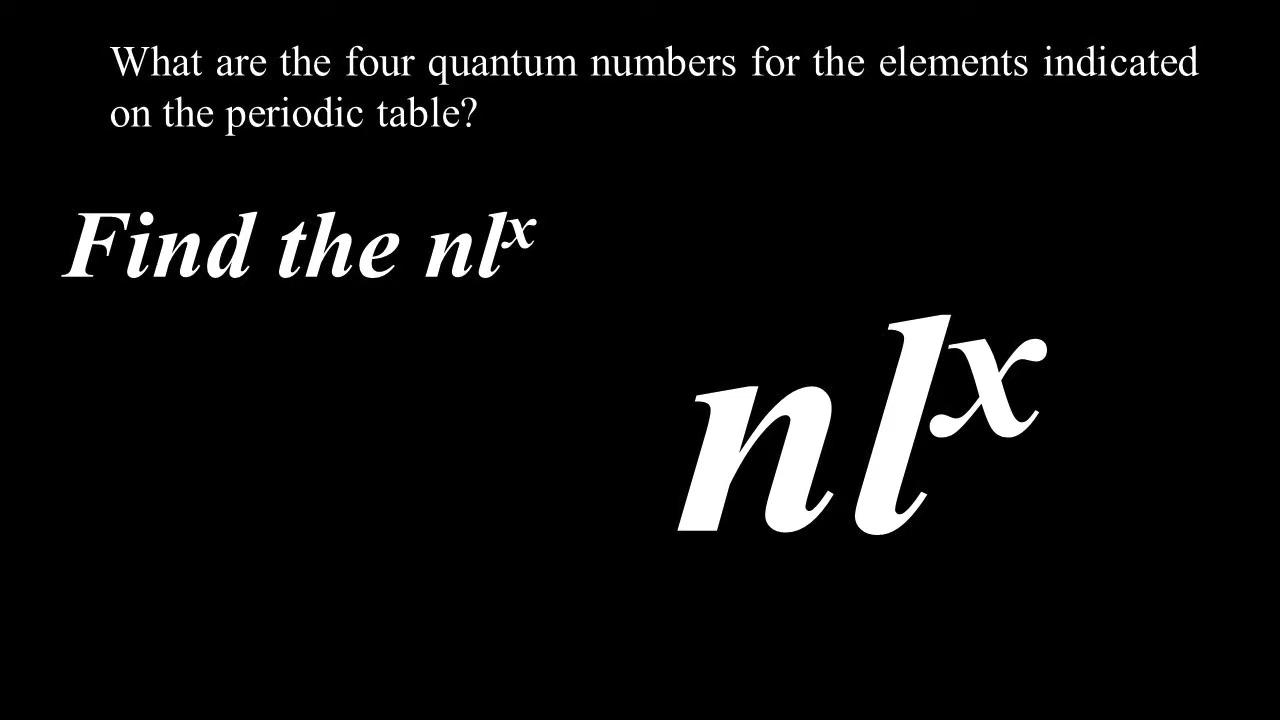 What are the four quantum numbers for the elements indicated
on the periodic table?
Find the nlˣ
nlˣ